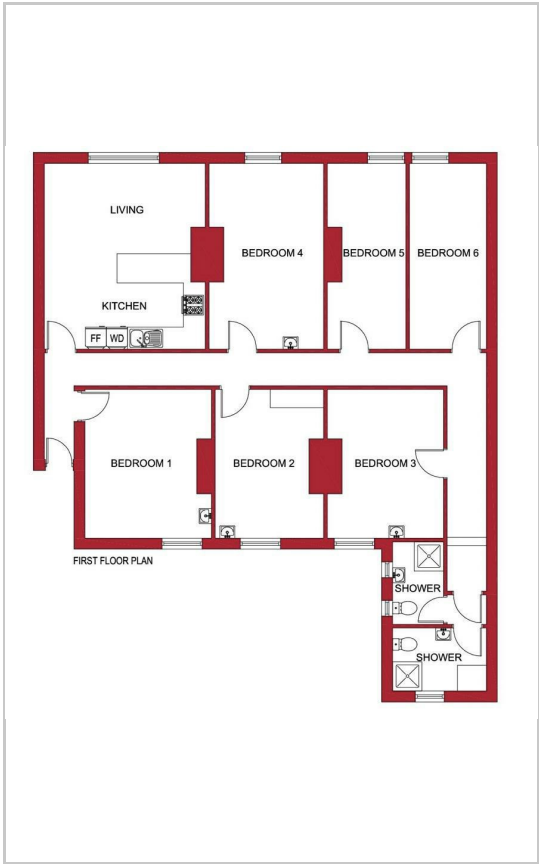 LIVING
BEDROOM 4
BEDROOM 5
BEDROOM 6
KITCHEN
FF
WD
BEDROOM 1
BEDROOM 2
BEDROOM 3
FIRST FLOOR PLAN
SHOWER
SHOWER